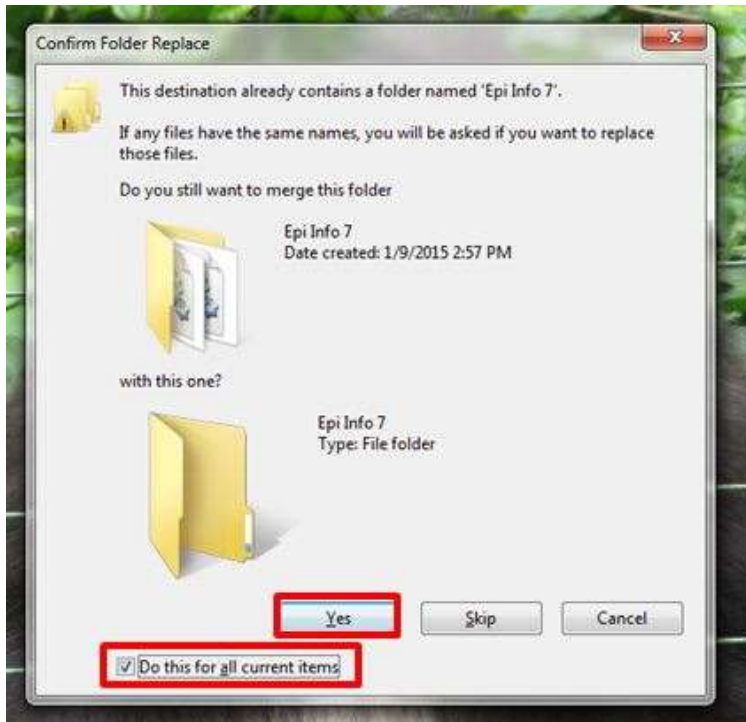 Confirm Folder Replace
This destination already contains a folder named 'Epi Info 7'.
If any files have the same names, you will be asked if you want to replace
those files.
Do you still want to merge this folder
Epi Info 7
Date created: 1/9/2015 2:57 PM
with this one?
Epi Info 7
Type: File folder
Yes Skip Cancel
Do this for all current items